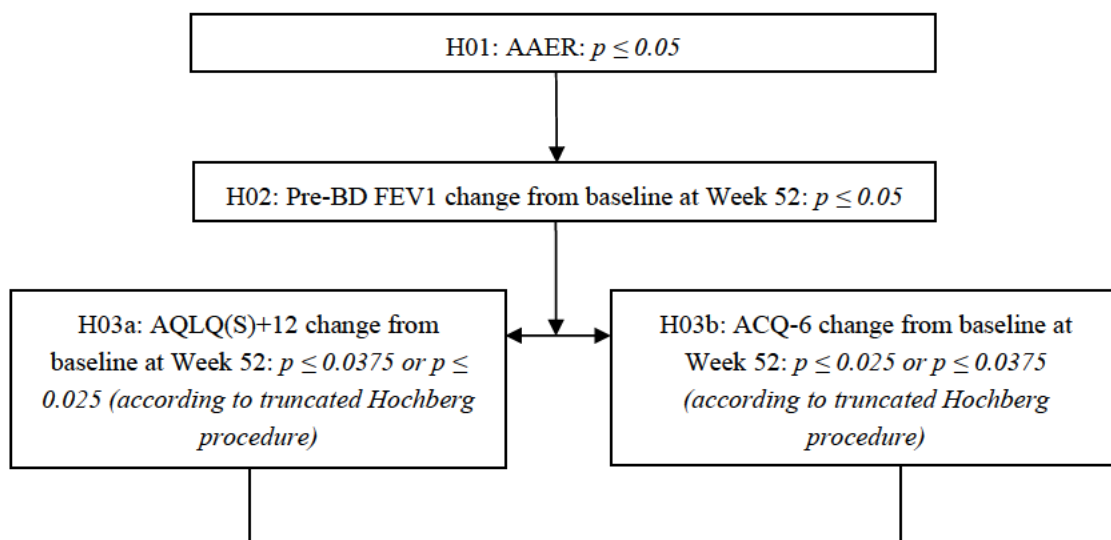 H01: AAER: p ≤ 0.05
H02: Pre-BD FEV1 change from baseline at Week 52: p ≤ 0.05
H03a: AQLQ(S)+12 change from
baseline at Week 52: p ≤ 0.0375 or p ≤
0.025 (according to truncated Hochberg
procedure)
H03b: ACQ-6 change from baseline at
Week 52: p ≤ 0.025 or p ≤ 0.0375
(according to truncated Hochberg
procedure)